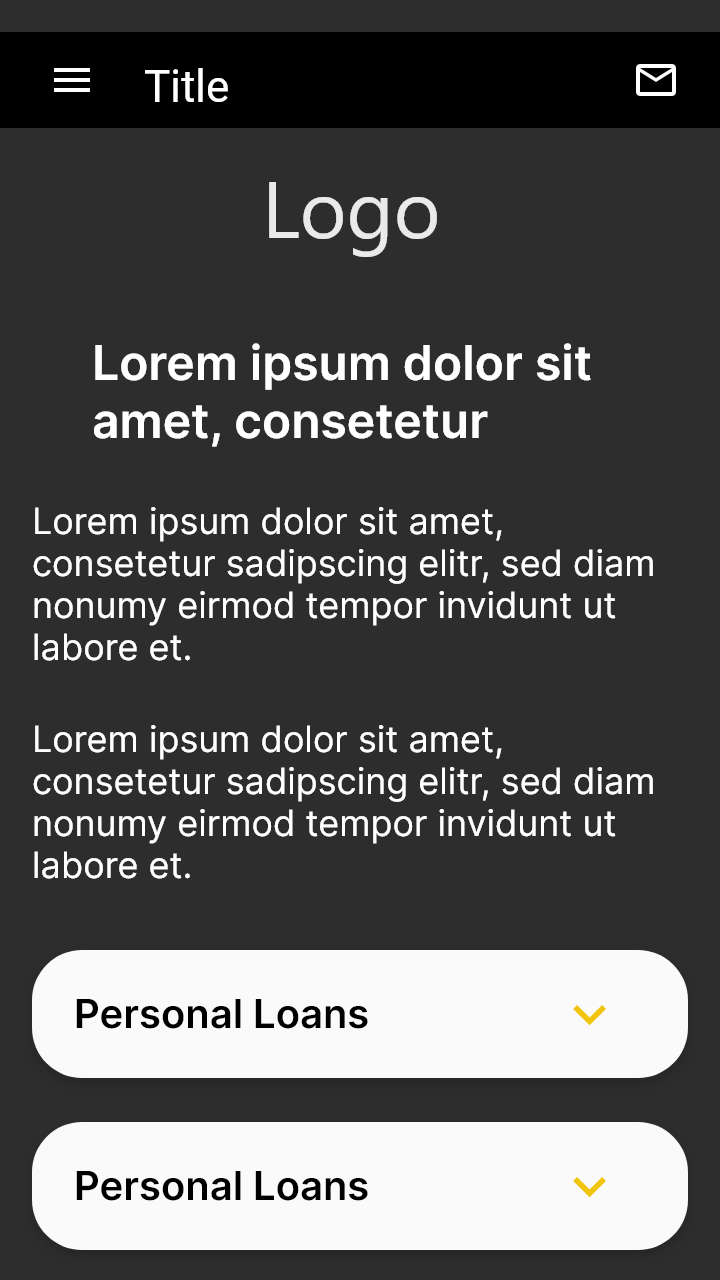 Title
Logo
Lorem ipsum dolor sit
amet, consetetur
Lorem ipsum dolor sit amet,
consetetur sadipscing elitr, sed diam
nonumy eirmod tempor invidunt ut
labore et.
Lorem ipsum dolor sit amet,
consetetur sadipscing elitr, sed diam
nonumy eirmod tempor invidunt ut
labore et.
Personal Loans
Personal Loans